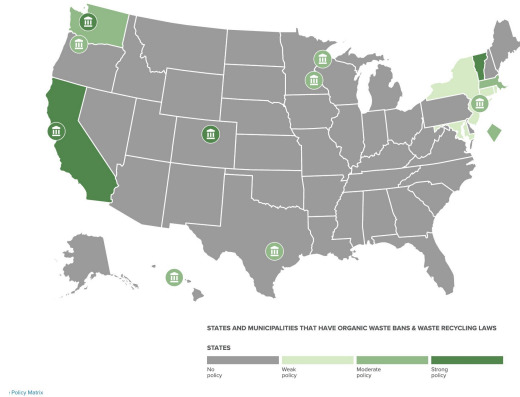 STATES AND MUNICIPALITIES THAT HAVE ORGANIC WASTE BANS & WASTE RECYCLING LAWS
STATES
No policy
Weak policy
Moderate policy
Strong policy
‹ Policy Matrix